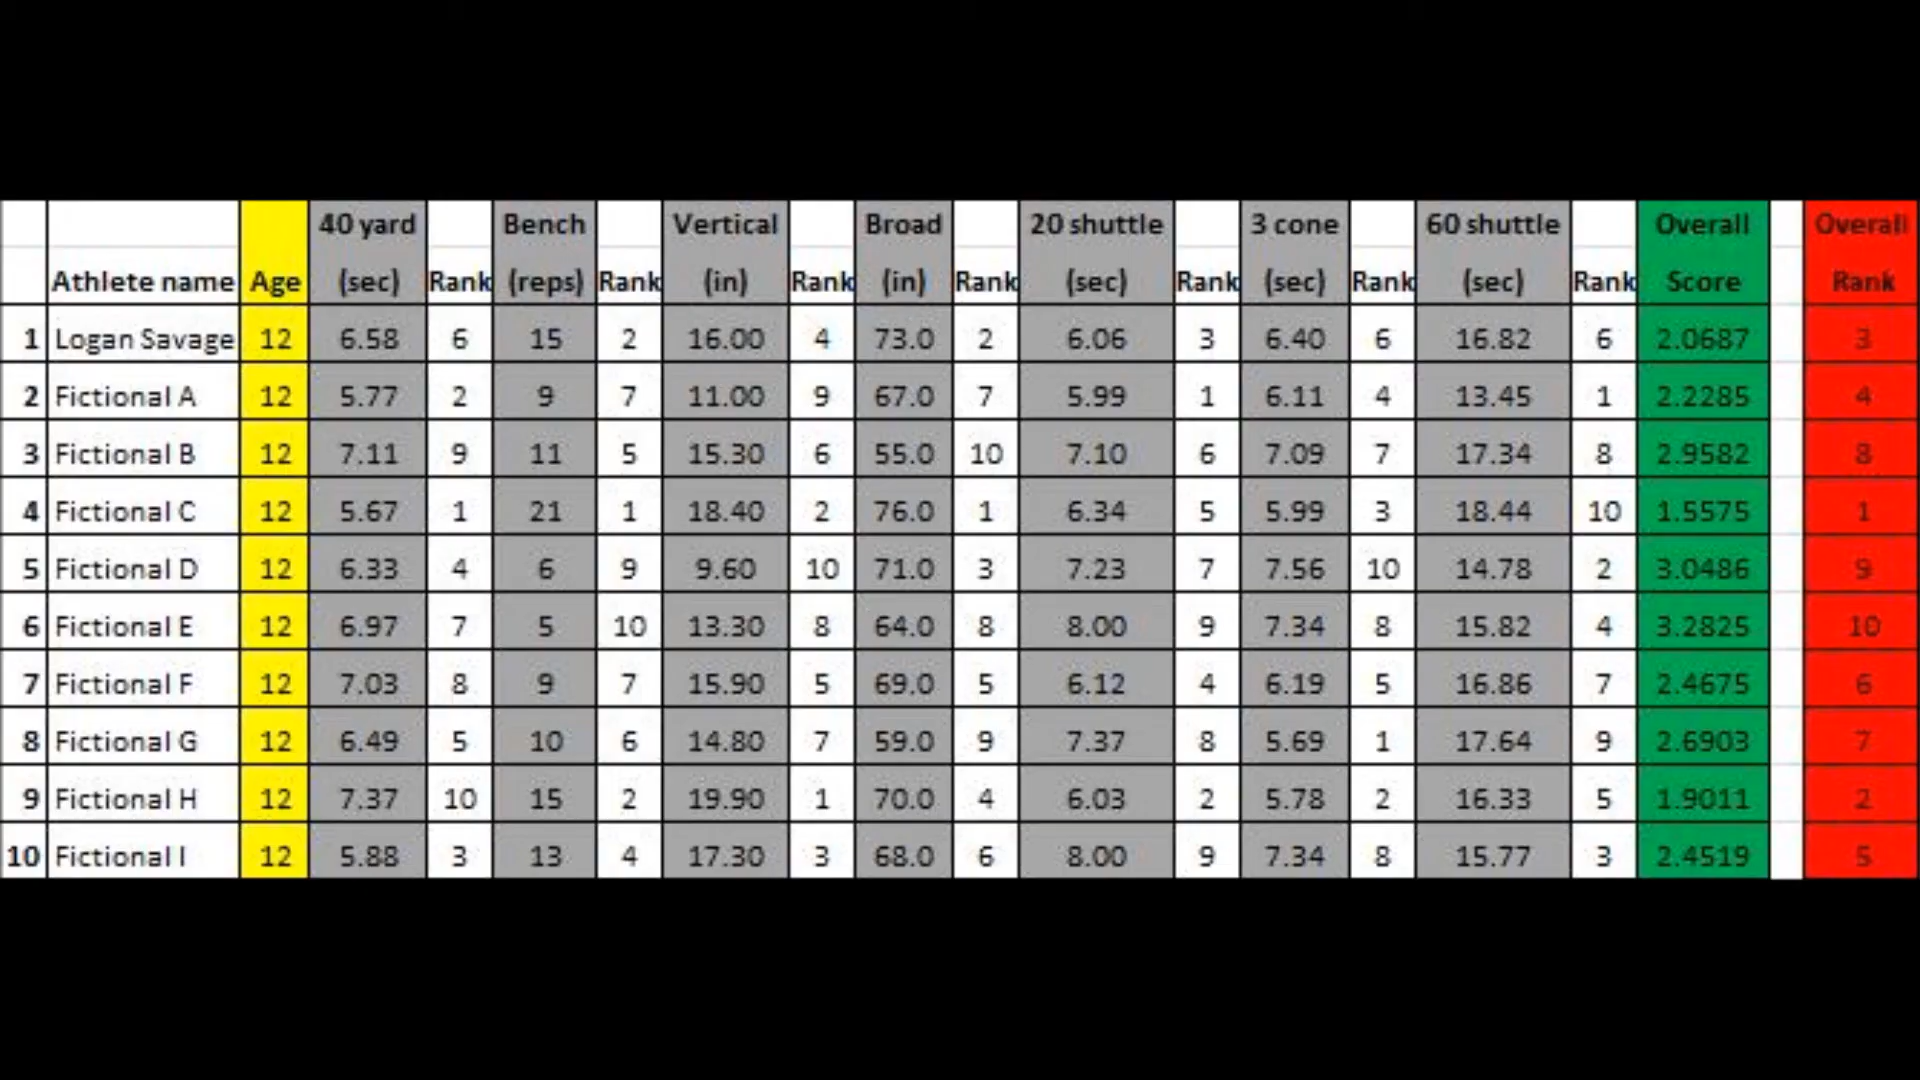 40 yard Bench Vertical Broad 20 shuttle 3 cone 60 shuttle Overall Overall
Athlete name Age (sec) Rank (reps) Rank (in) Rank (in) Rank (sec) Rank (sec) Rank (sec) Rank Score Rank
1 Logan Savage 12 6.58 6 15 2 16.00 4 73.0 2 6.06 3 6.40 6 16.82 6 2.0687 3
2 Fictional A 12 5.77 2 9 7 11.00 9 67.0 7 5.99 1 6.11 4 13.45 1 2.2285 4
3 Fictional B 12 7.11 9 11 5 15.30 6 55.0 10 7.10 6 7.09 7 17.34 8 2.9582 8
4 Fictional C 12 5.67 1 21 1 18.40 2 76.0 1 6.34 5 5.99 3 18.44 10 1.5575 1
5 Fictional D 12 6.33 4 6 9 9.60 10 71.0 3 7.23 7 7.56 10 14.78 2 3.0486 9
6 Fictional E 12 6.97 7 5 10 13.30 8 64.0 8 8.00 9 7.34 8 15.82 4 3.2825 10
7 Fictional F 12 7.03 8 9 7 15.90 5 69.0 5 6.12 4 6.19 5 16.86 7 2.4675 6
8 Fictional G 12 6.49 5 10 6 14.80 7 59.0 9 7.37 8 5.69 1 17.64 9 2.6903 7
9 Fictional H 12 7.37 10 15 2 19.90 1 70.0 4 6.03 2 5.78 2 16.33 5 1.9011 2
10 Fictional I 12 5.88 3 13 4 17.30 3 68.0 6 8.00 9 7.34 8 15.77 3 2.4519 5